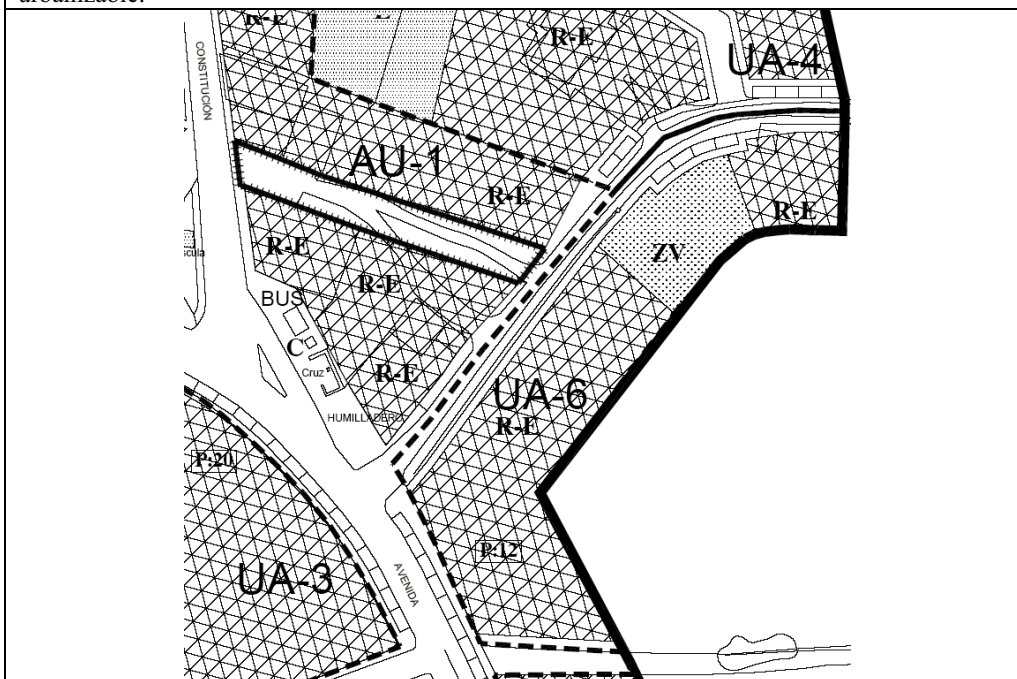 urbanizable.
R-E
R-E
UA-4
CONSTITUCIÓN
AU-1
R-E
R-E
R-E
ZV
R-E
BUS
C
Cruz
R-E
UA-6
HUMILLADERO
R-E
P:20
P:12
UA-3
AVENIDA